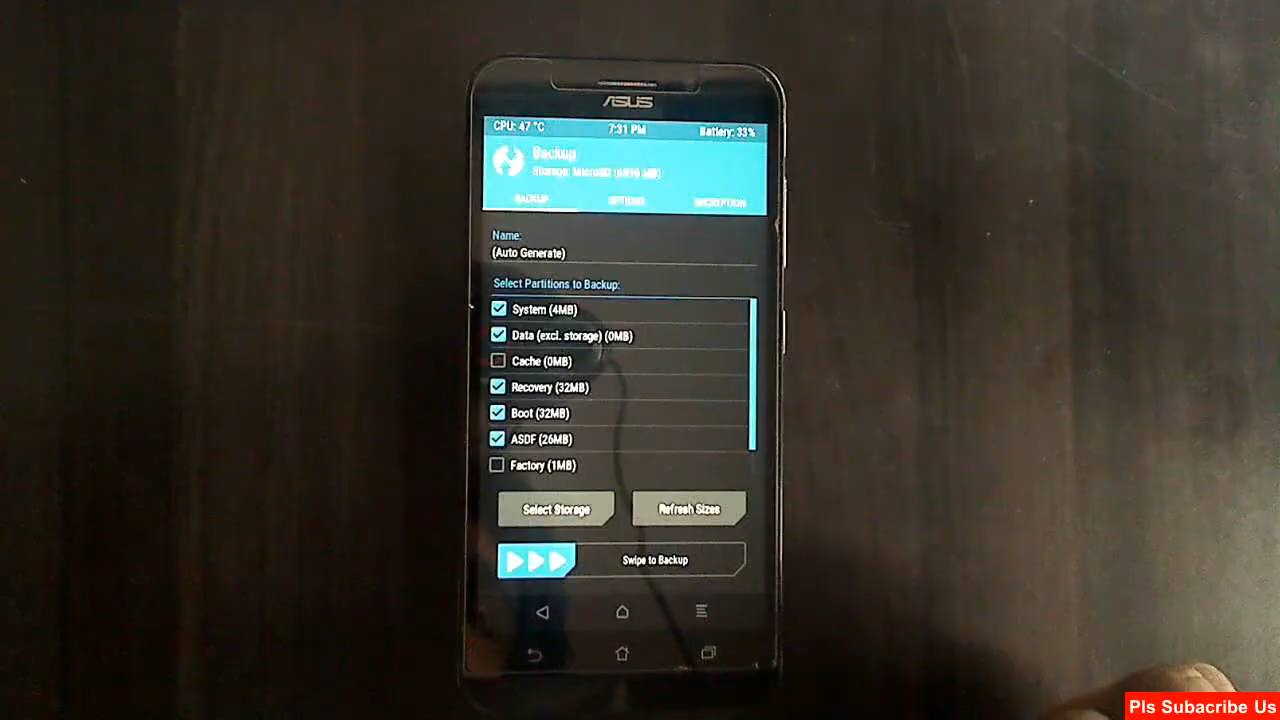 ASUS
CPU: 47 °C 7:31 PM Battery: 33%
Backup
Storage: MicroSD
BACKUP OPTIONS ENCRYPTION
Name:
(Auto Generate)
Select Partitions to Backup:
System (4MB)
Data (excl. storage) (0MB)
Cache (0MB)
Recovery (32MB)
Boot (32MB)
ASDF (26MB)
Factory (1MB)
Select Storage Refresh Sizes
Swipe to Backup
Pls Subacribe Us